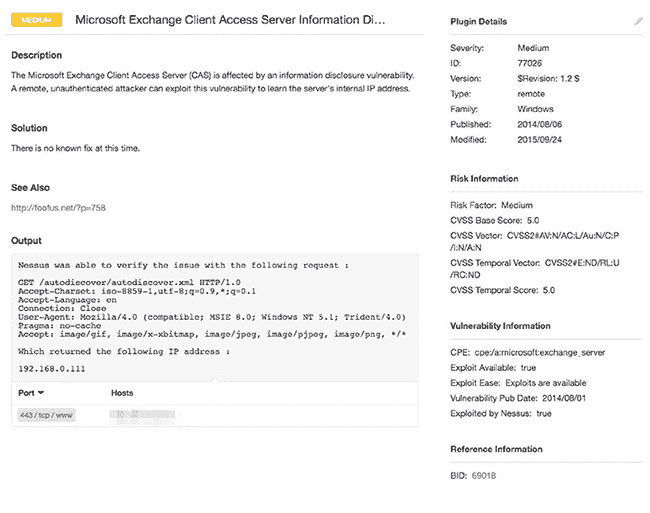 MEDIUM
Microsoft Exchange Client Access Server Information Di...
Description
The Microsoft Exchange Client Access Server (CAS) is affected by an information disclosure vulnerability.
A remote, unauthenticated attacker can exploit this vulnerability to learn the server's internal IP address.
Solution
There is no known fix at this time.
See Also
http://foofus.net/?p=758
Output
Nessus was able to verify the issue with the following request :
GET /autodiscover/autodiscover.xml HTTP/1.0
Accept-Charset: iso-8859-1,utf-8;q=0.9,*;q=0.1
Accept-Language: en
Connection: Close
User-Agent: Mozilla/4.0 (compatible; MSIE 8.0; Windows NT 5.1; Trident/4.0)
Pragma: no-cache
Accept: image/gif, image/x-xbitmap, image/jpeg, image/pjpeg, image/png, */*
Which returned the following IP address :
192.168.0.111
Port Hosts
443 / tcp / www
Plugin Details
Severity: Medium
ID: 77026
Version: $Revision: 1.2 $
Type: remote
Family: Windows
Published: 2014/08/06
Modified: 2015/09/24
Risk Information
Risk Factor: Medium
CVSS Base Score: 5.0
CVSS Vector: CVSS2#AV:N/AC:L/Au:N/C:P
/I:N/A:N
CVSS Temporal Vector: CVSS2#E:ND/RL:U
/RC:ND
CVSS Temporal Score: 5.0
Vulnerability Information
CPE: cpe:/a:microsoft:exchange_server
Exploit Available: true
Exploit Ease: Exploits are available
Vulnerability Pub Date: 2014/08/01
Exploited by Nessus: true
Reference Information
BID: 69018